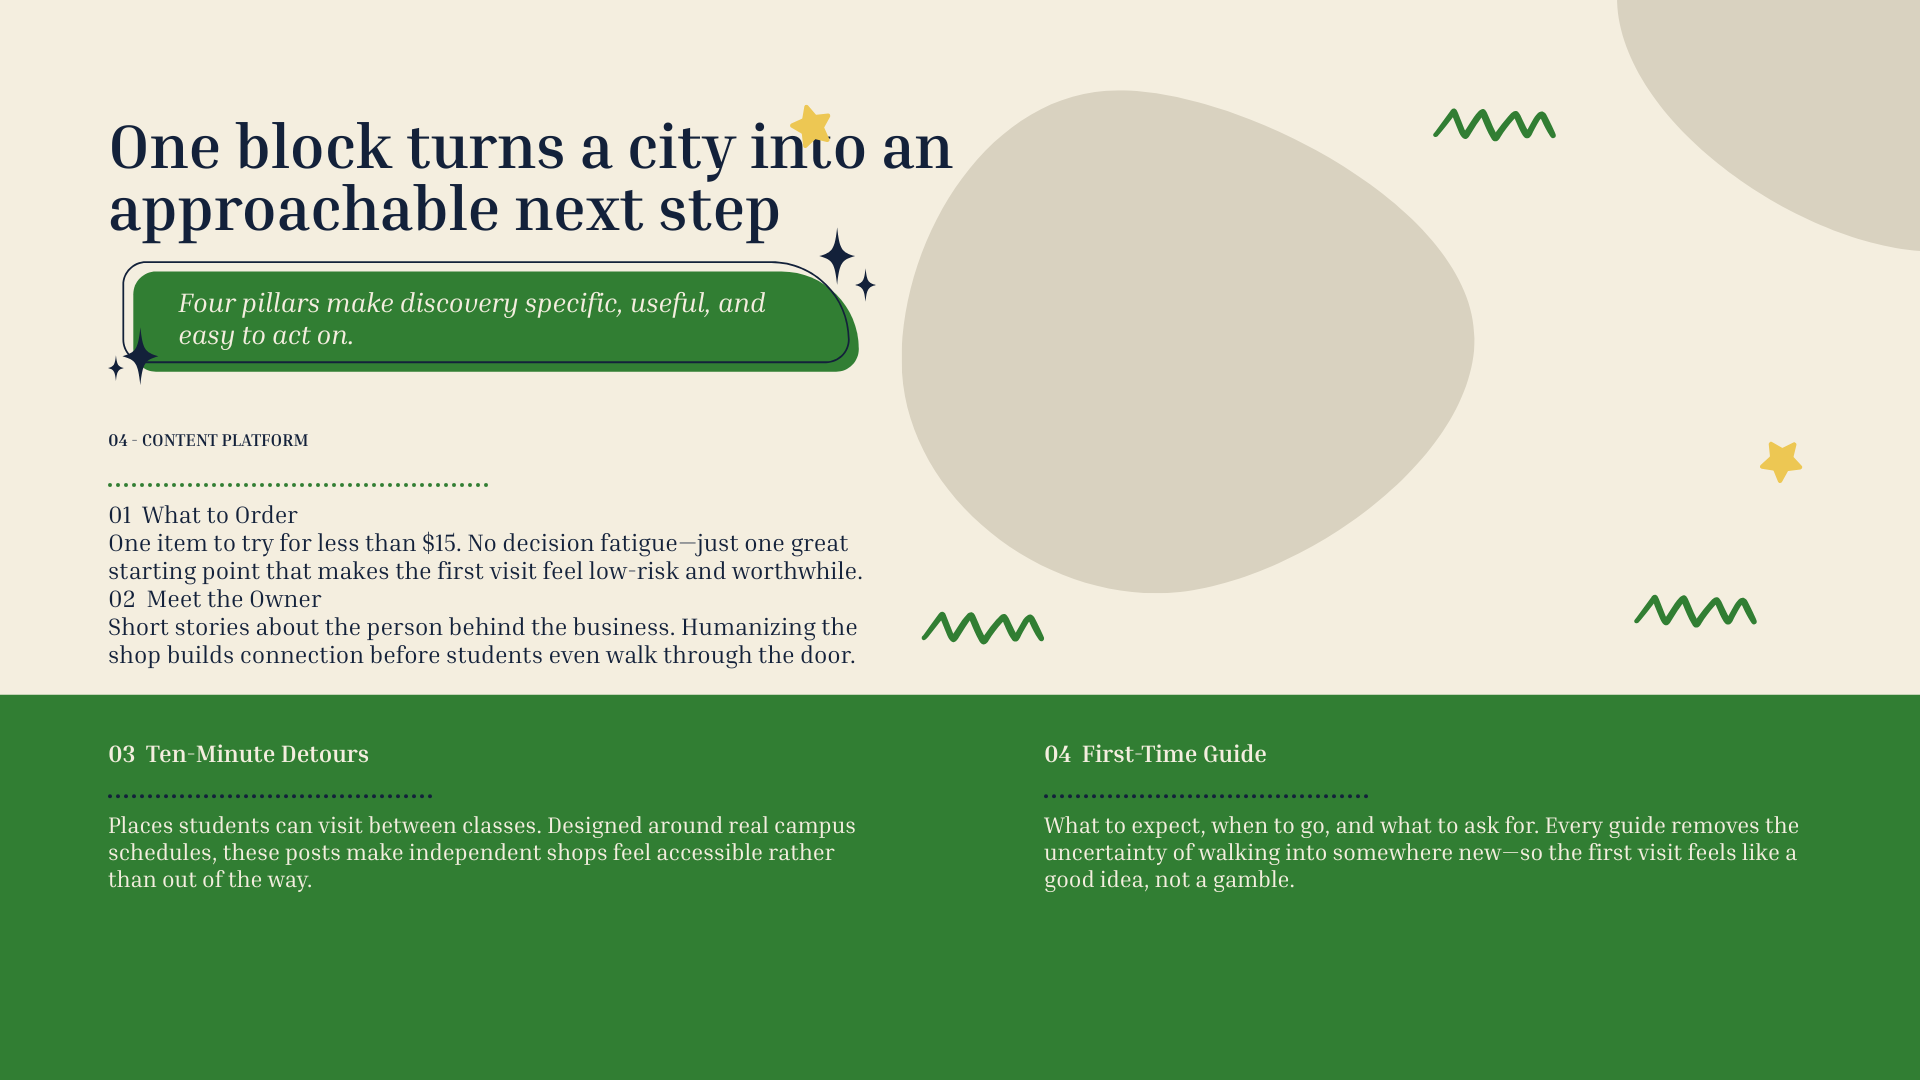 One block turns a city into an
approachable next step
Four pillars make discovery specific, useful, and
easy to act on.
04 - CONTENT PLATFORM
01 What to Order
One item to try for less than $15. No decision fatigue—just one great
starting point that makes the first visit feel low-risk and worthwhile.
02 Meet the Owner
Short stories about the person behind the business. Humanizing the
shop builds connection before students even walk through the door.
03 Ten-Minute Detours
Places students can visit between classes. Designed around real campus
schedules, these posts make independent shops feel accessible rather
than out of the way.
04 First-Time Guide
What to expect, when to go, and what to ask for. Every guide removes the
uncertainty of walking into somewhere new—so the first visit feels like a
good idea, not a gamble.